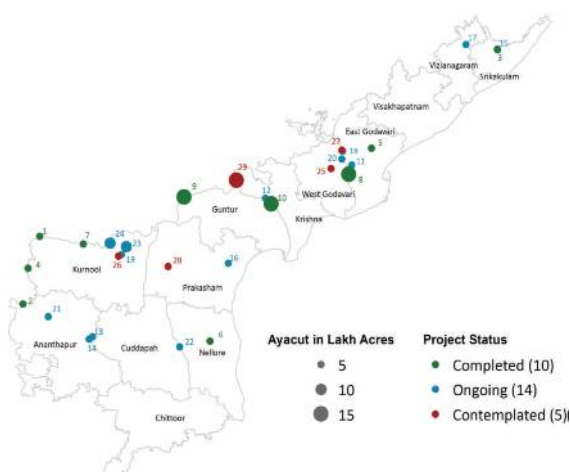 17
15
Vizianagaram
3
Srikakulam
Visakhapatnam
East Godavari
27
18
5
20
11
25
8
29
West Godavari
9
12
10
Guntur
Krishna
1
7
24
23
19
26
4
Kurnool
28
16
Prakasham
2
21
13
14
Ananthapur
Cuddapah
22
6
Nellore
Chittoor
Ayacut in Lakh Acres
5
10
15
Project Status
Completed (10)
Ongoing (14)
Contemplated (5)(